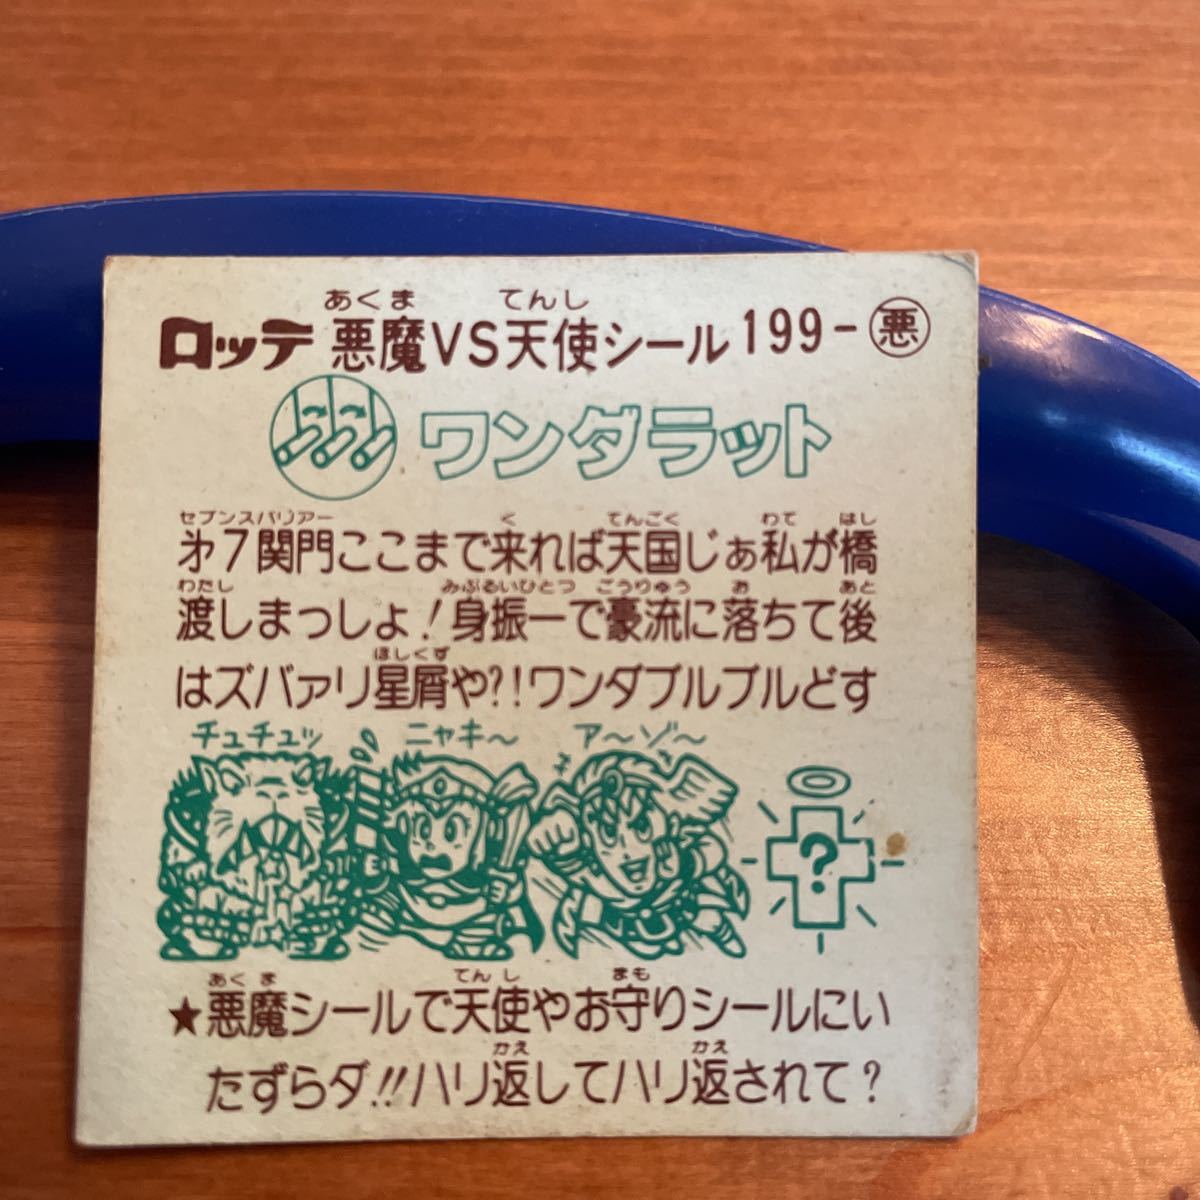 あくま てんし
ロッテ 悪魔VS天使シール 199-悪
ワンダラット
セブンスバリアー く てんごく わて はし
㐧7関門ここまで来れば天国じぁ私が橋
わたし みぶるいひとつ ごうりゅう お あと
渡しまっしょ!身振一で豪流に落ちて後
ほしくず
はズバァリ星屑や?!ワンダブルブルどす
チュチュッ ニャキ〜 ア〜ゾ〜
?
あくま てんし まも
★悪魔シールで天使やお守りシールにい
かえ かえ
たずらダ!!ハリ返してハリ返されて?